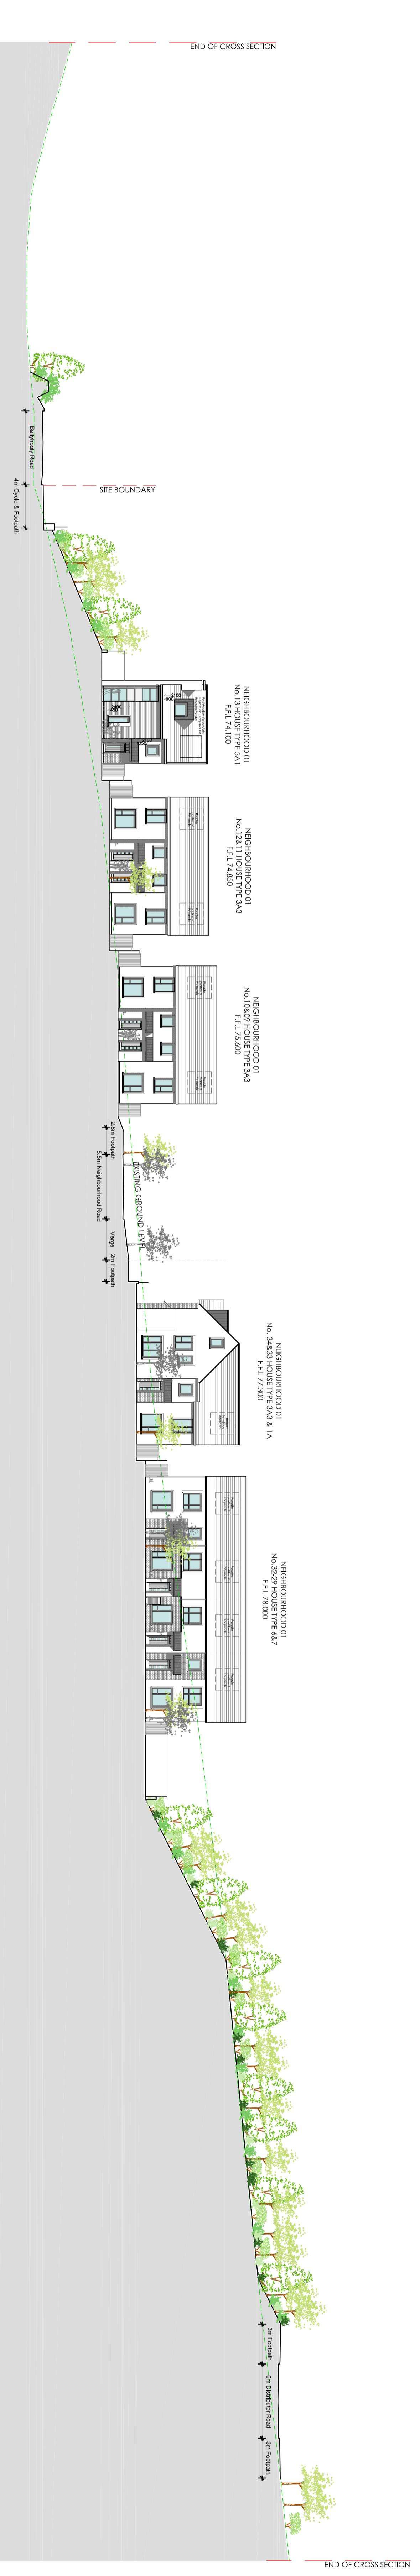 END OF CROSS SECTION
Ballyhooly Road
4m Cycle & Footpath
SITE BOUNDARY
NEIGHBOURHOOD 01
No.13 HOUSE TYPE 5A1
F.F.L 74.100
NEIGHBOURHOOD 01
No.12&11 HOUSE TYPE 3A3
F.F.L 74.850
NEIGHBOURHOOD 01
No.10&09 HOUSE TYPE 3A3
F.F.L 75.600
2.8m Footpath
5.5m Neighbourhood Road
EXISTING GROUND LEVEL
Verge
2m Footpath
NEIGHBOURHOOD 01
No. 34&33 HOUSE TYPE 3A3 & 1A
F.F.L 77.300
NEIGHBOURHOOD 01
No.32-29 HOUSE TYPE 6&7
F.F.L 78.000
3m Footpath
6m Distributor Road
3m Footpath
END OF CROSS SECTION